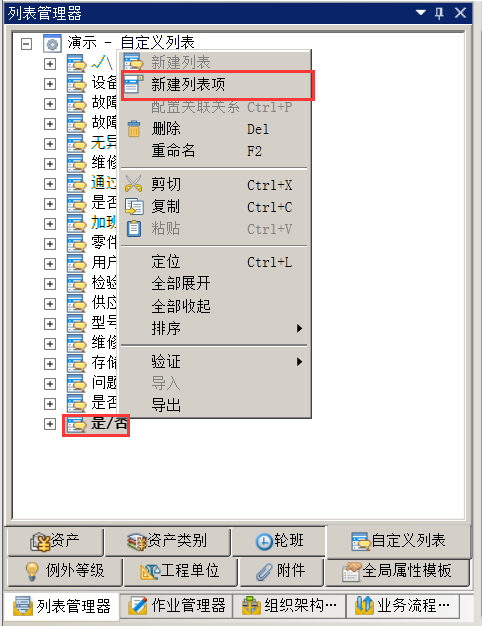 列表管理器
演示 - 自定义列表
./\
设备
故障
故障
无异
维修
通过
是否
加班
零件
用户
检验
供应
型号
维修
存储
问题
是否
是/否
新建列表
新建列表项
配置关联关系 Ctrl+P
删除 Del
重命名 F2
剪切 Ctrl+X
复制 Ctrl+C
粘贴 Ctrl+V
定位 Ctrl+L
全部展开
全部收起
排序
验证
导入
导出
资产 资产类别 轮班 自定义列表
例外等级 工程单位 附件 全局属性模板
列表管理器 作业管理器 组织架构… 业务流程…